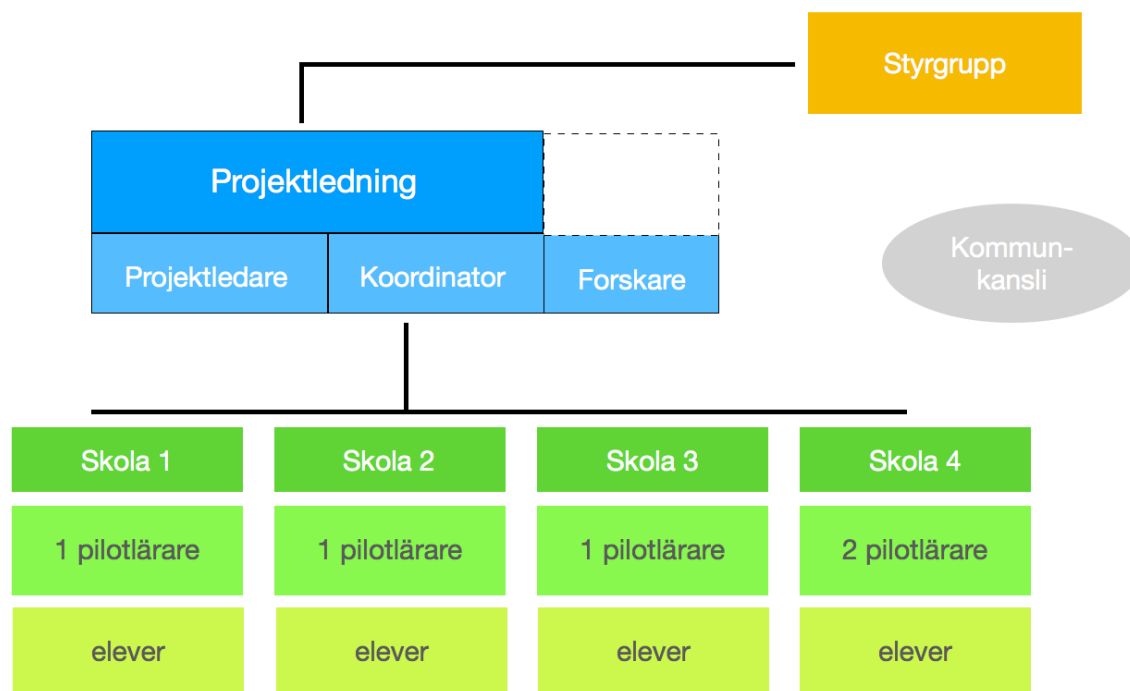 Styrgrupp
Projektledning
Projektledare
Koordinator
Forskare
Kommun-
kansli
Skola 1
Skola 2
Skola 3
Skola 4
1 pilotlärare
1 pilotlärare
1 pilotlärare
2 pilotlärare
elever
elever
elever
elever